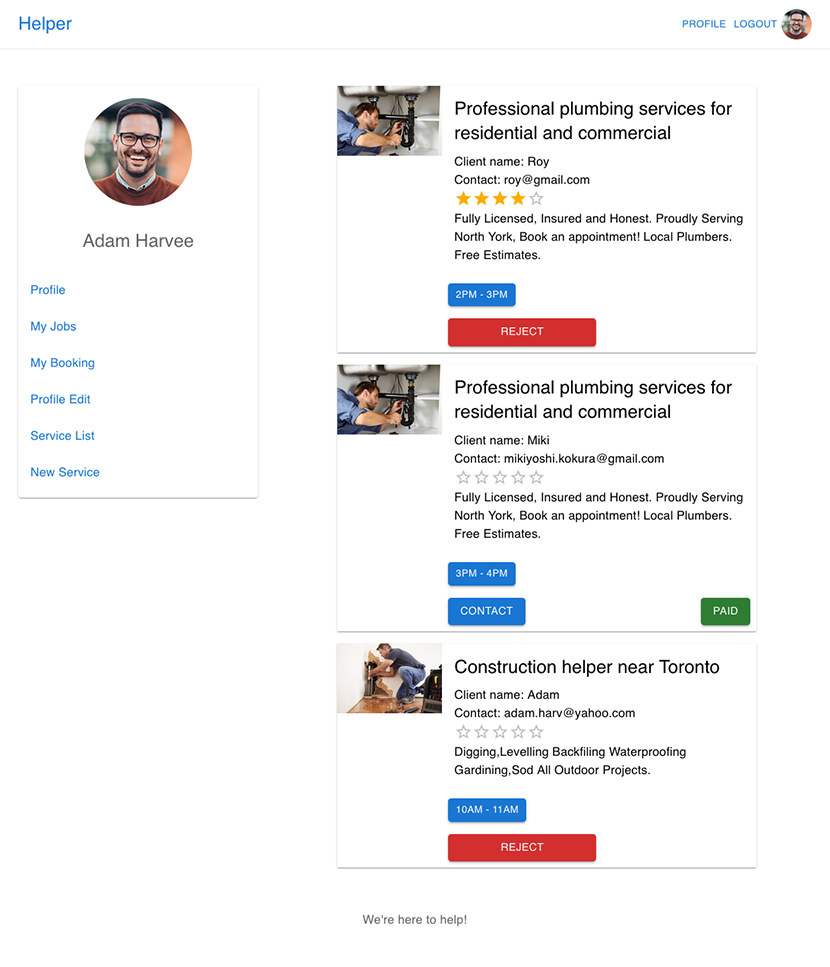 Helper
PROFILE LOGOUT
Adam Harvee
Profile
My Jobs
My Booking
Profile Edit
Service List
New Service
Professional plumbing services for
residential and commercial
Client name: Roy
Contact: roy@gmail.com
Fully Licensed, Insured and Honest. Proudly Serving
North York, Book an appointment! Local Plumbers.
Free Estimates.
2PM - 3PM
REJECT
Professional plumbing services for
residential and commercial
Client name: Miki
Contact: mikiyoshi.kokura@gmail.com
Fully Licensed, Insured and Honest. Proudly Serving
North York, Book an appointment! Local Plumbers.
Free Estimates.
3PM - 4PM
CONTACT PAID
Construction helper near Toronto
Client name: Adam
Contact: adam.harv@yahoo.com
Digging,Levelling Backfiling Waterproofing
Gardining,Sod All Outdoor Projects.
10AM - 11AM
REJECT
We're here to help!